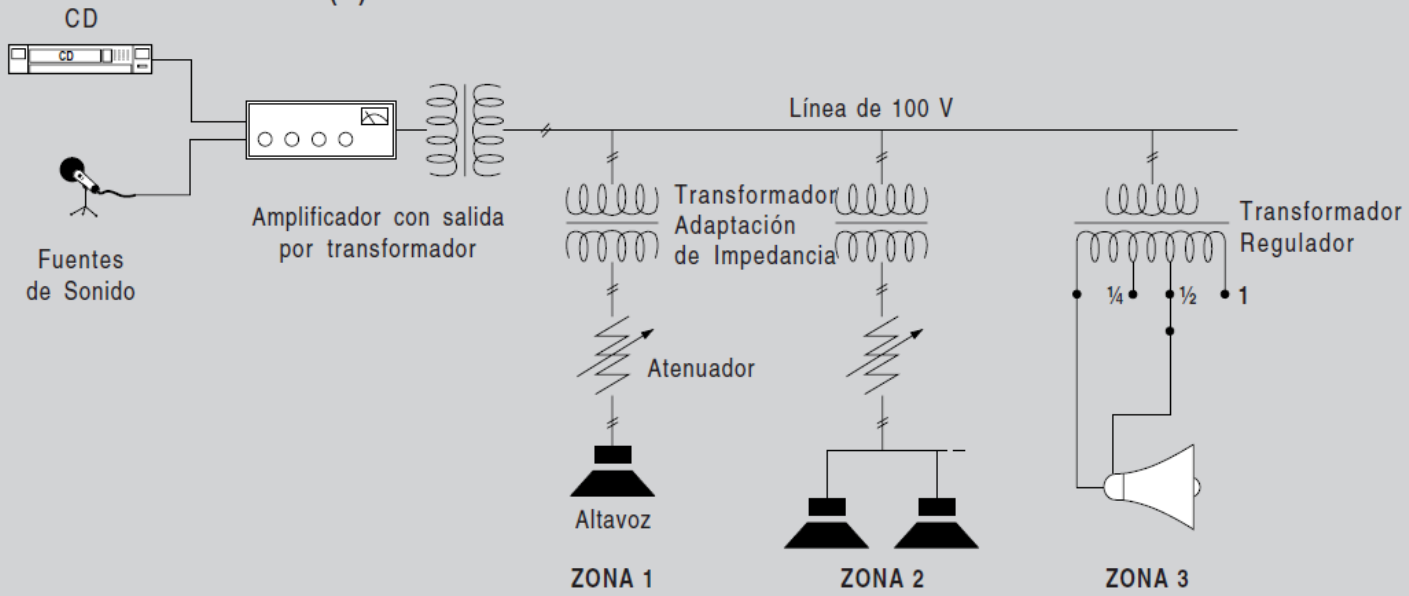 CD
CD
Línea de 100 V
Amplificador con salida
por transformador
Fuentes
de Sonido
Transformador
Adaptación
de Impedancia
Transformador
Regulador
¼
½
1
Atenuador
Altavoz
ZONA 1
ZONA 2
ZONA 3